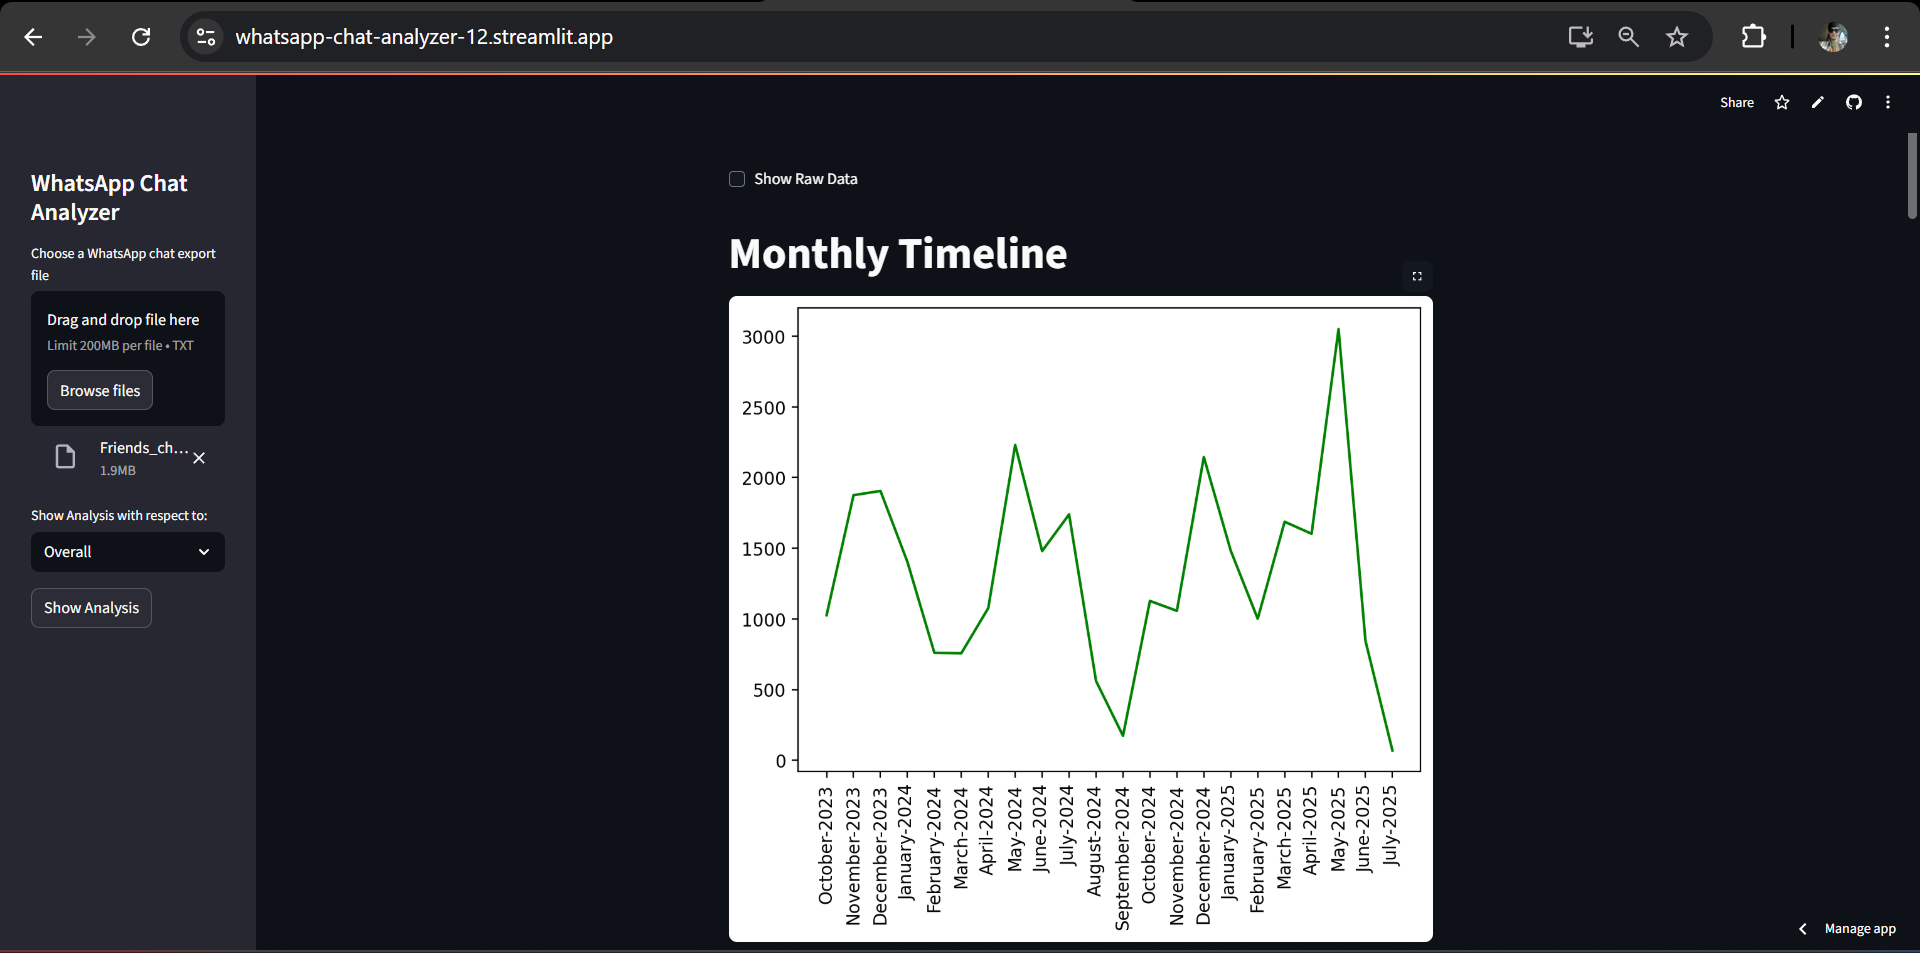 whatsapp-chat-analyzer-12.streamlit.app
Share
WhatsApp Chat
Analyzer
Choose a WhatsApp chat export
file
Drag and drop file here
Limit 200MB per file • TXT
Browse files
Friends_ch...
1.9MB
Show Analysis with respect to:
Overall
Show Analysis
Show Raw Data
Monthly Timeline
3000
2500
2000
1500
1000
500
0
October-2023
November-2023
December-2023
January-2024
February-2024
March-2024
April-2024
May-2024
June-2024
July-2024
August-2024
September-2024
October-2024
November-2024
December-2024
January-2025
February-2025
March-2025
April-2025
May-2025
June-2025
July-2025
Manage app